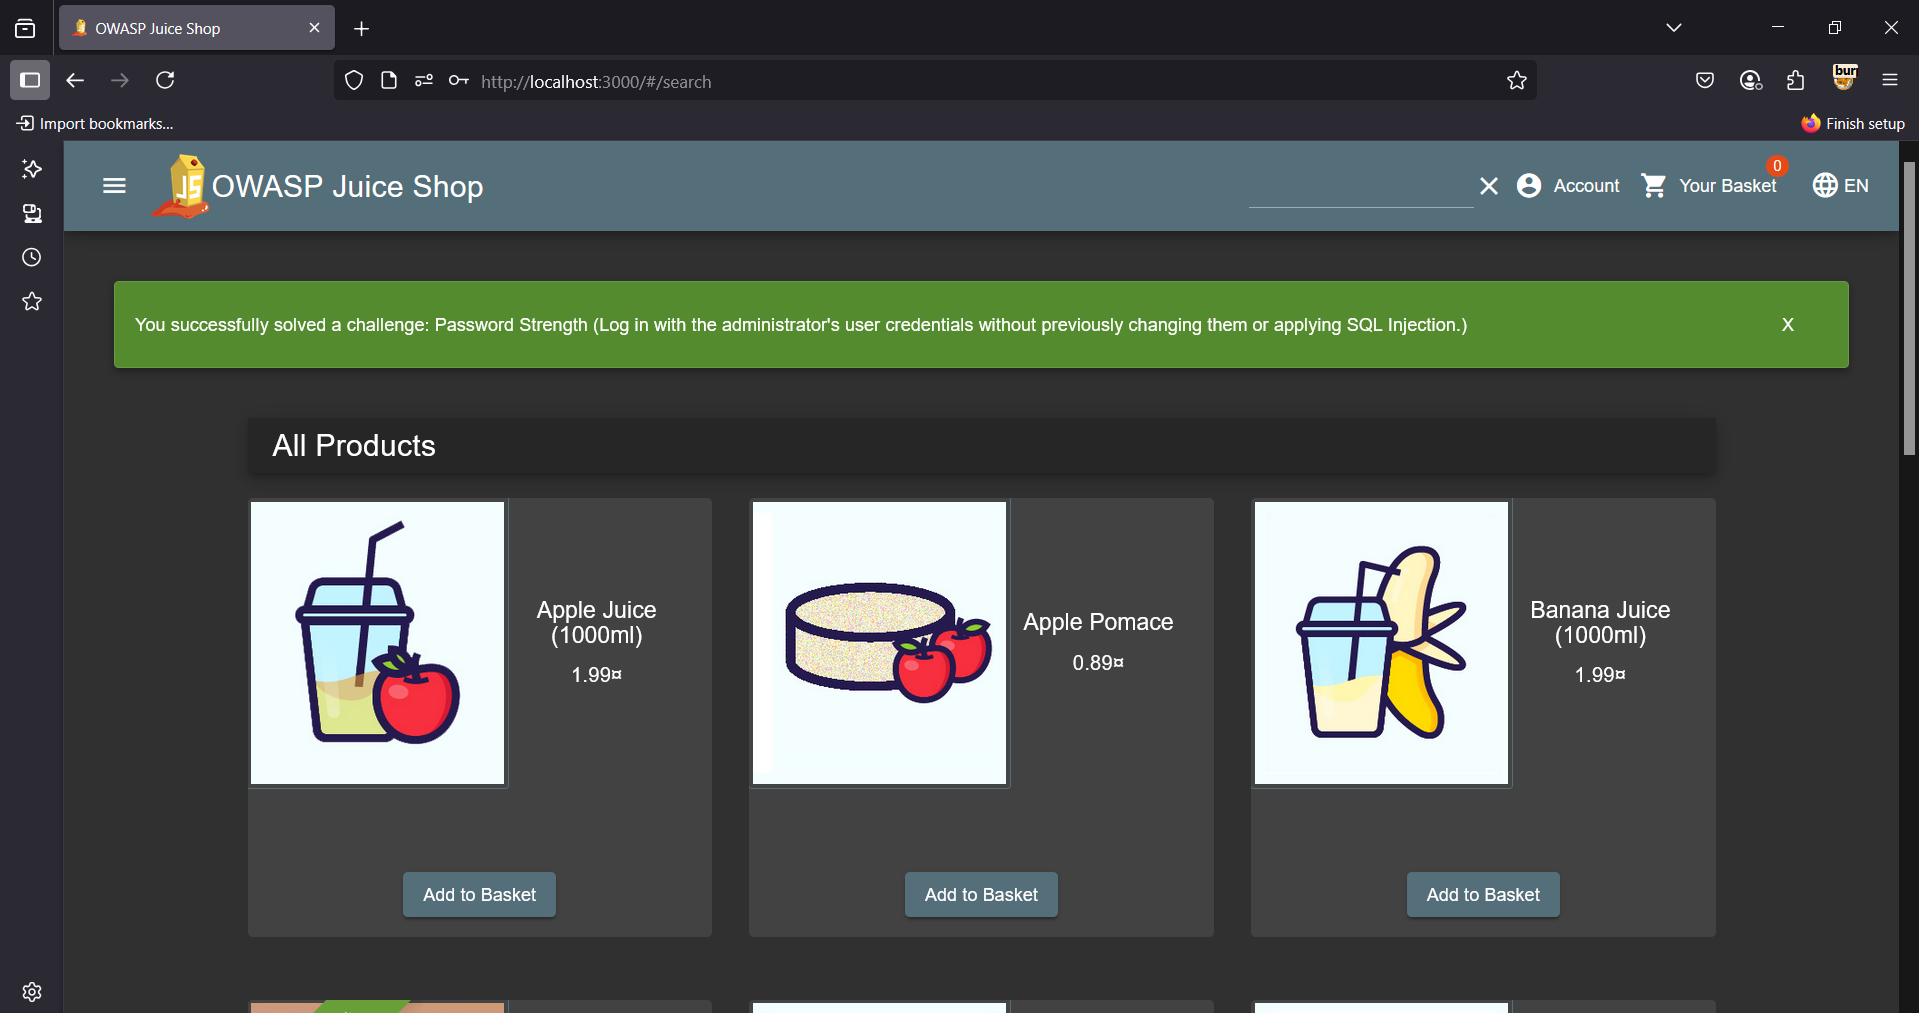 OWASP Juice Shop
http://localhost:3000/#/search
bur
Import bookmarks...
Finish setup
JS
OWASP Juice Shop
Account
Your Basket
0
EN
You successfully solved a challenge: Password Strength (Log in with the administrator's user credentials without previously changing them or applying SQL Injection.)
X
All Products
Apple Juice
(1000ml)
1.99¤
Add to Basket
Apple Pomace
0.89¤
Add to Basket
Banana Juice
(1000ml)
1.99¤
Add to Basket